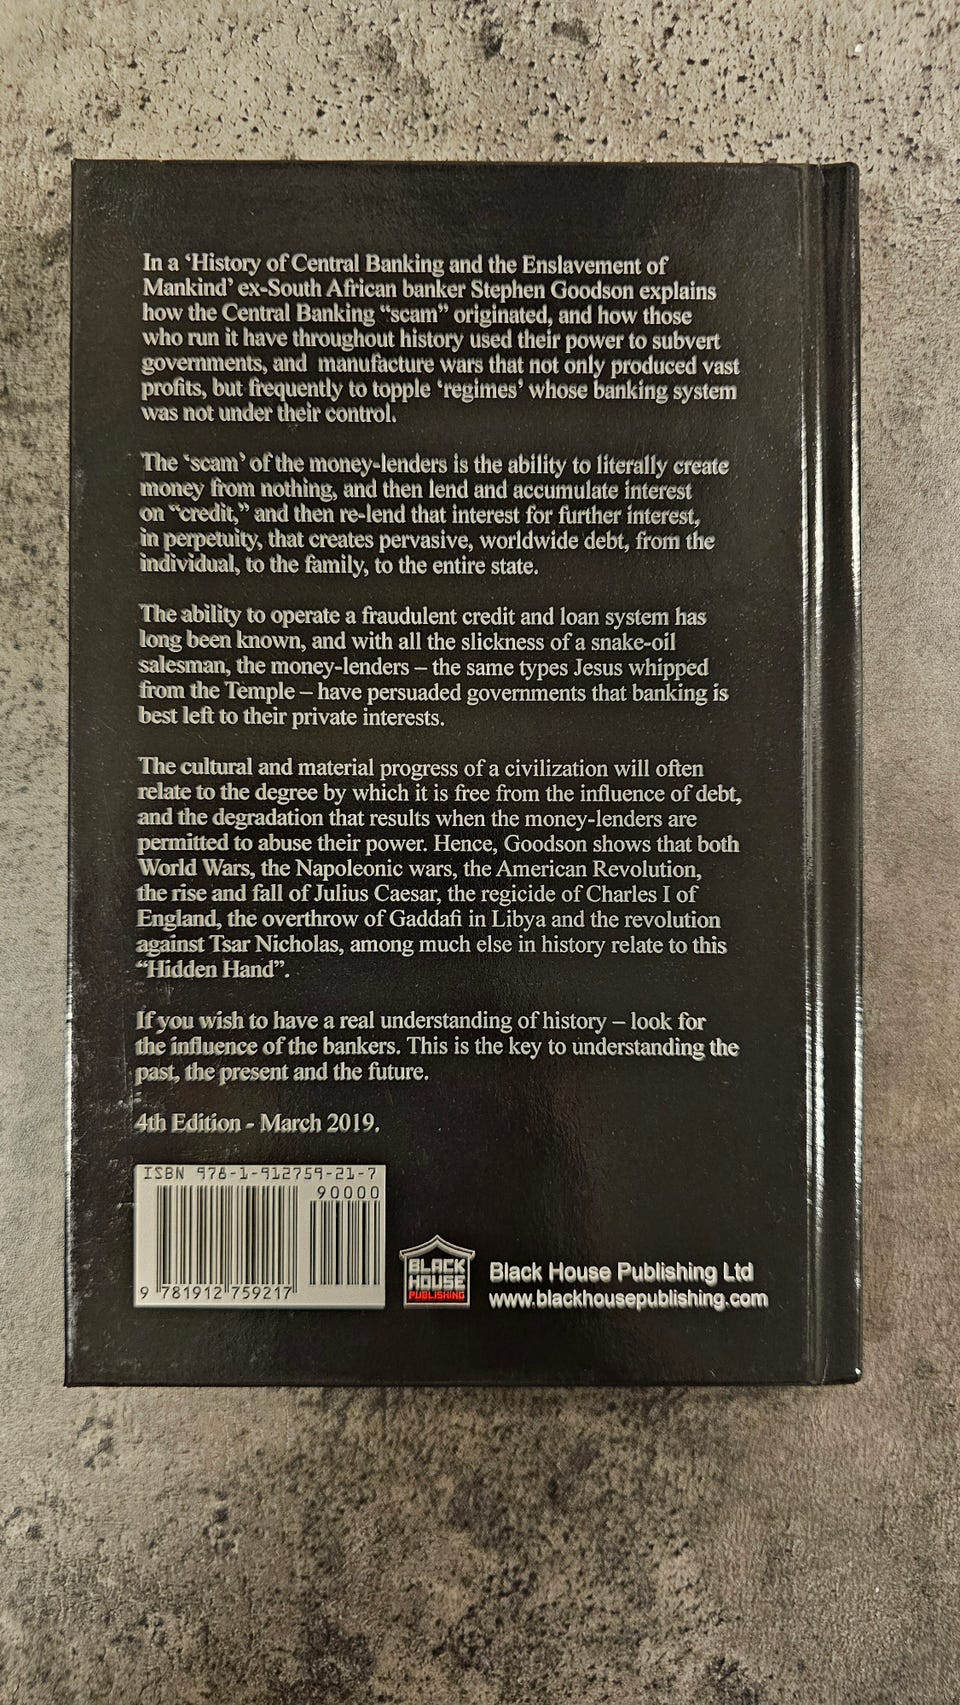 In a ‘History of Central Banking and the Enslavement of
Mankind’ ex-South African banker Stephen Goodson explains
how the Central Banking “scam” originated, and how those
who run it have throughout history used their power to subvert
governments, and manufacture wars that not only produced vast
profits, but frequently to topple ‘regimes’ whose banking system
was not under their control.
The ‘scam’ of the money-lenders is the ability to literally create
money from nothing, and then lend and accumulate interest
on “credit,” and then re-lend that interest for further interest,
in perpetuity, that creates pervasive, worldwide debt, from the
individual, to the family, to the entire state.
The ability to operate a fraudulent credit and loan system has
long been known, and with all the slickness of a snake-oil
salesman, the money-lenders – the same types Jesus whipped
from the Temple – have persuaded governments that banking is
best left to their private interests.
The cultural and material progress of a civilization will often
relate to the degree by which it is free from the influence of debt,
and the degradation that results when the money-lenders are
permitted to abuse their power. Hence, Goodson shows that both
World Wars, the Napoleonic wars, the American Revolution,
the rise and fall of Julius Caesar, the regicide of Charles I of
England, the overthrow of Gaddafi in Libya and the revolution
against Tsar Nicholas, among much else in history relate to this
“Hidden Hand”.
If you wish to have a real understanding of history – look for
the influence of the bankers. This is the key to understanding the
past, the present and the future.
4th Edition - March 2019.
ISBN 978-1-912759-21-7
90000
9 781912 759217
BLACK
HOUSE
PUBLISHING
Black House Publishing Ltd
www.blackhousepublishing.com